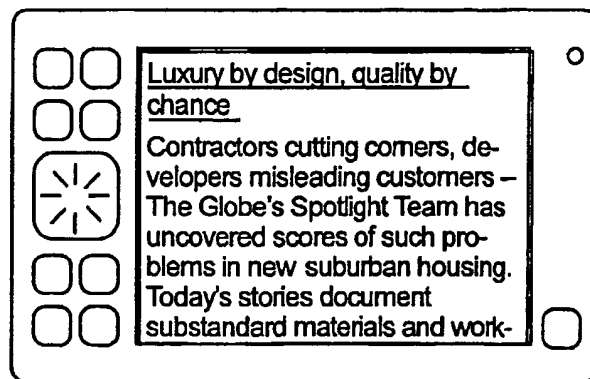 Luxury by design, quality by
chance
Contractors cutting corners, de-
velopers misleading customers –
The Globe's Spotlight Team has
uncovered scores of such pro-
blems in new suburban housing.
Today's stories document
substandard materials and work-